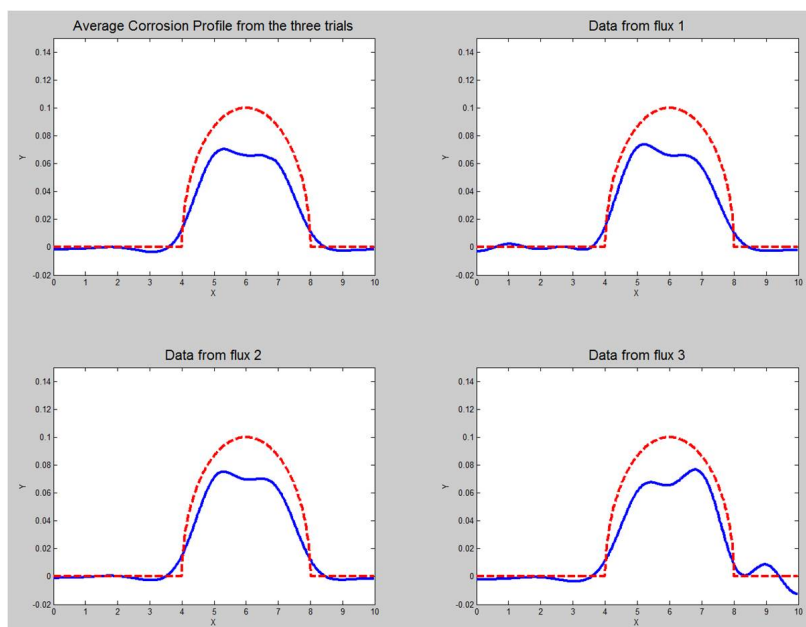 Average Corrosion Profile from the three trials
0.14
0.12
0.1
0.08
0.06
0.04
0.02
0
-0.02
Y
0 1 2 3 4 5 6 7 8 9 10
X
Data from flux 1
0.14
0.12
0.1
0.08
0.06
0.04
0.02
0
-0.02
Y
0 1 2 3 4 5 6 7 8 9 10
X
Data from flux 2
0.14
0.12
0.1
0.08
0.06
0.04
0.02
0
-0.02
Y
0 1 2 3 4 5 6 7 8 9 10
X
Data from flux 3
0.14
0.12
0.1
0.08
0.06
0.04
0.02
0
-0.02
Y
0 1 2 3 4 5 6 7 8 9 10
X